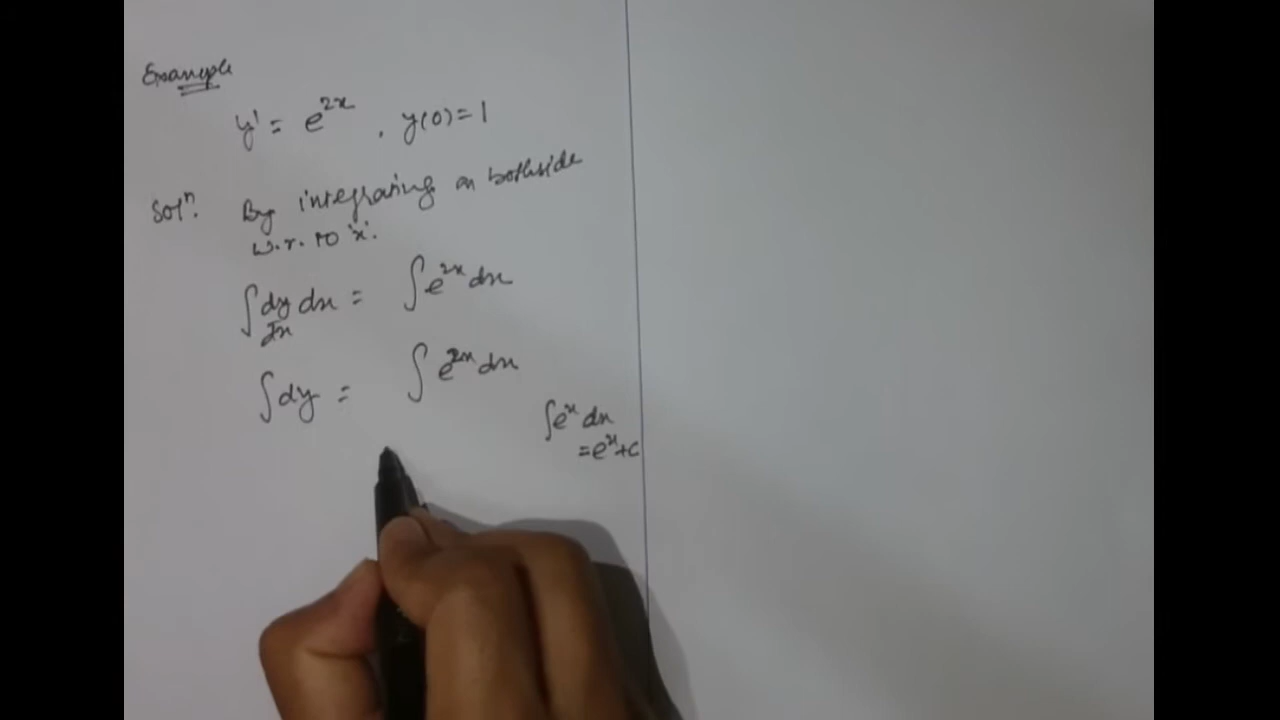 Example
y' = e^{2x} , y(0) = 1
Solⁿ. By integrating on bothside
w.r. to 'x'.
∫ dy/dx dx = ∫ e^{2x} dx
∫ dy = ∫ e^{2x} dx
∫ e^x dx
= e^x + c